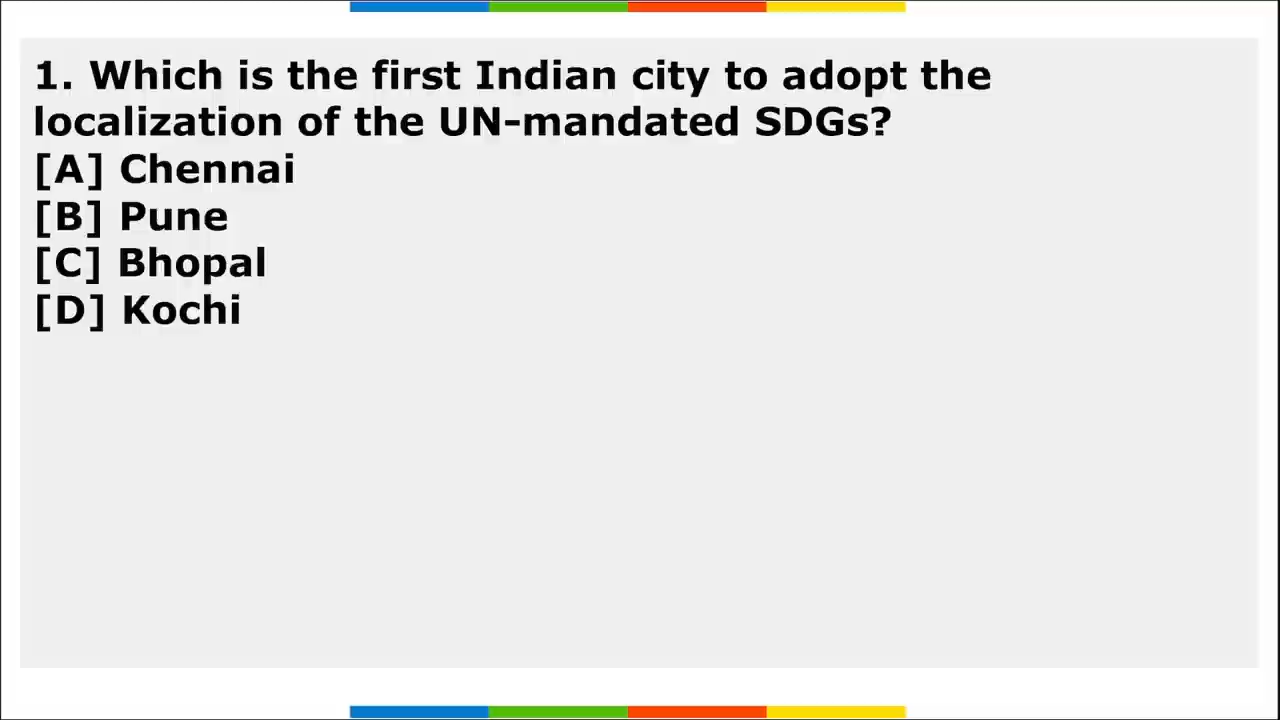 1. Which is the first Indian city to adopt the
localization of the UN-mandated SDGs?
[A] Chennai
[B] Pune
[C] Bhopal
[D] Kochi